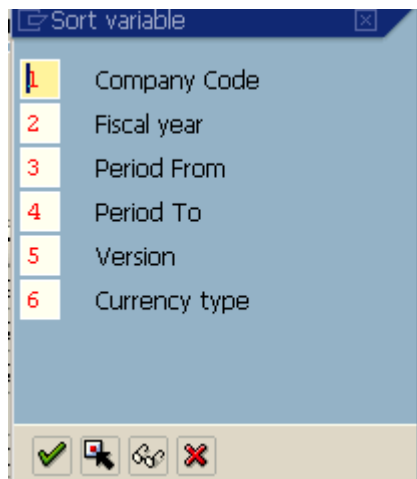 Sort variable
1 Company Code
2 Fiscal year
3 Period From
4 Period To
5 Version
6 Currency type